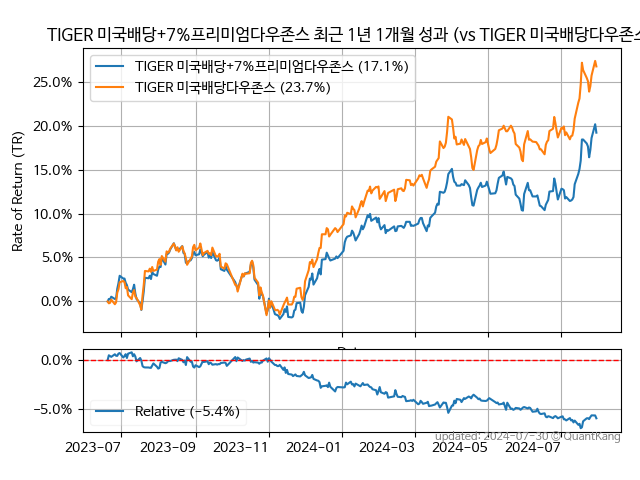 TIGER 미국배당+7%프리미엄다우존스 최근 1년 1개월 성과 (vs TIGER 미국배당다우존스
TIGER 미국배당+7%프리미엄다우존스 (17.1%)
TIGER 미국배당다우존스 (23.7%)
Rate of Return (TR)
25.0%
20.0%
15.0%
10.0%
5.0%
0.0%
0.0%
−5.0%
Relative (−5.4%)
updated: 2024-07-30 © QuantKang
2023-07
2023-09
2023-11
2024-01
2024-03
2024-05
2024-07